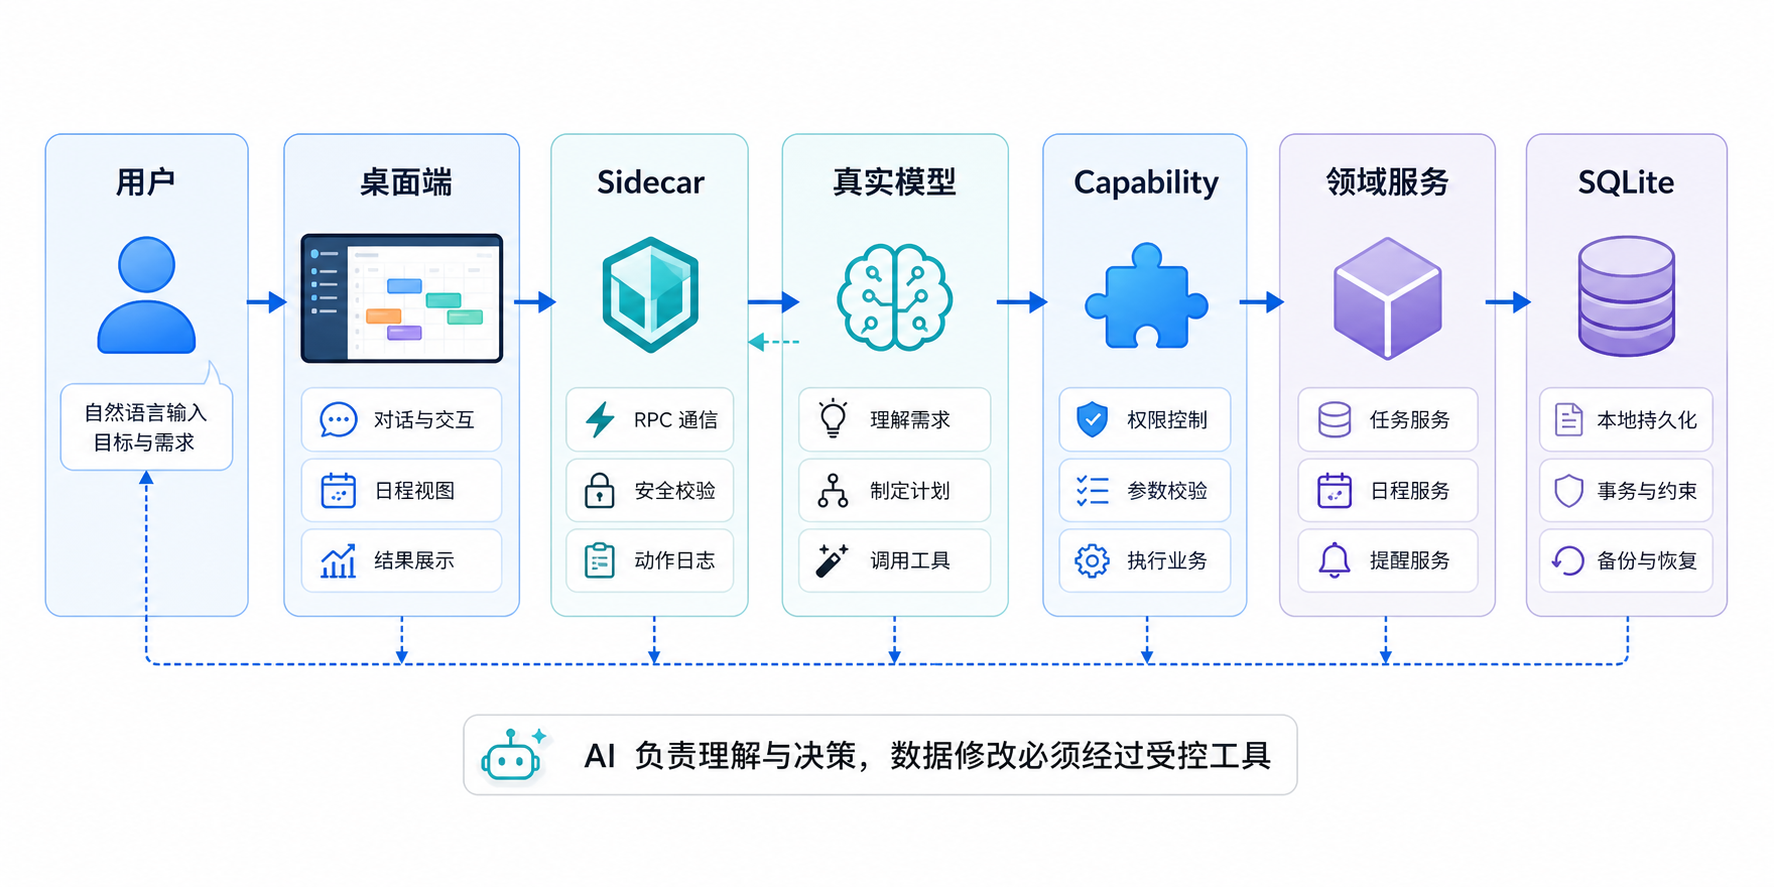 用户
自然语言输入
目标与需求
桌面端
对话与交互
日程视图
结果展示
Sidecar
RPC 通信
安全校验
动作日志
真实模型
理解需求
制定计划
调用工具
Capability
权限控制
参数校验
执行业务
领域服务
任务服务
日程服务
提醒服务
SQLite
本地持久化
事务与约束
备份与恢复
AI 负责理解与决策，数据修改必须经过受控工具